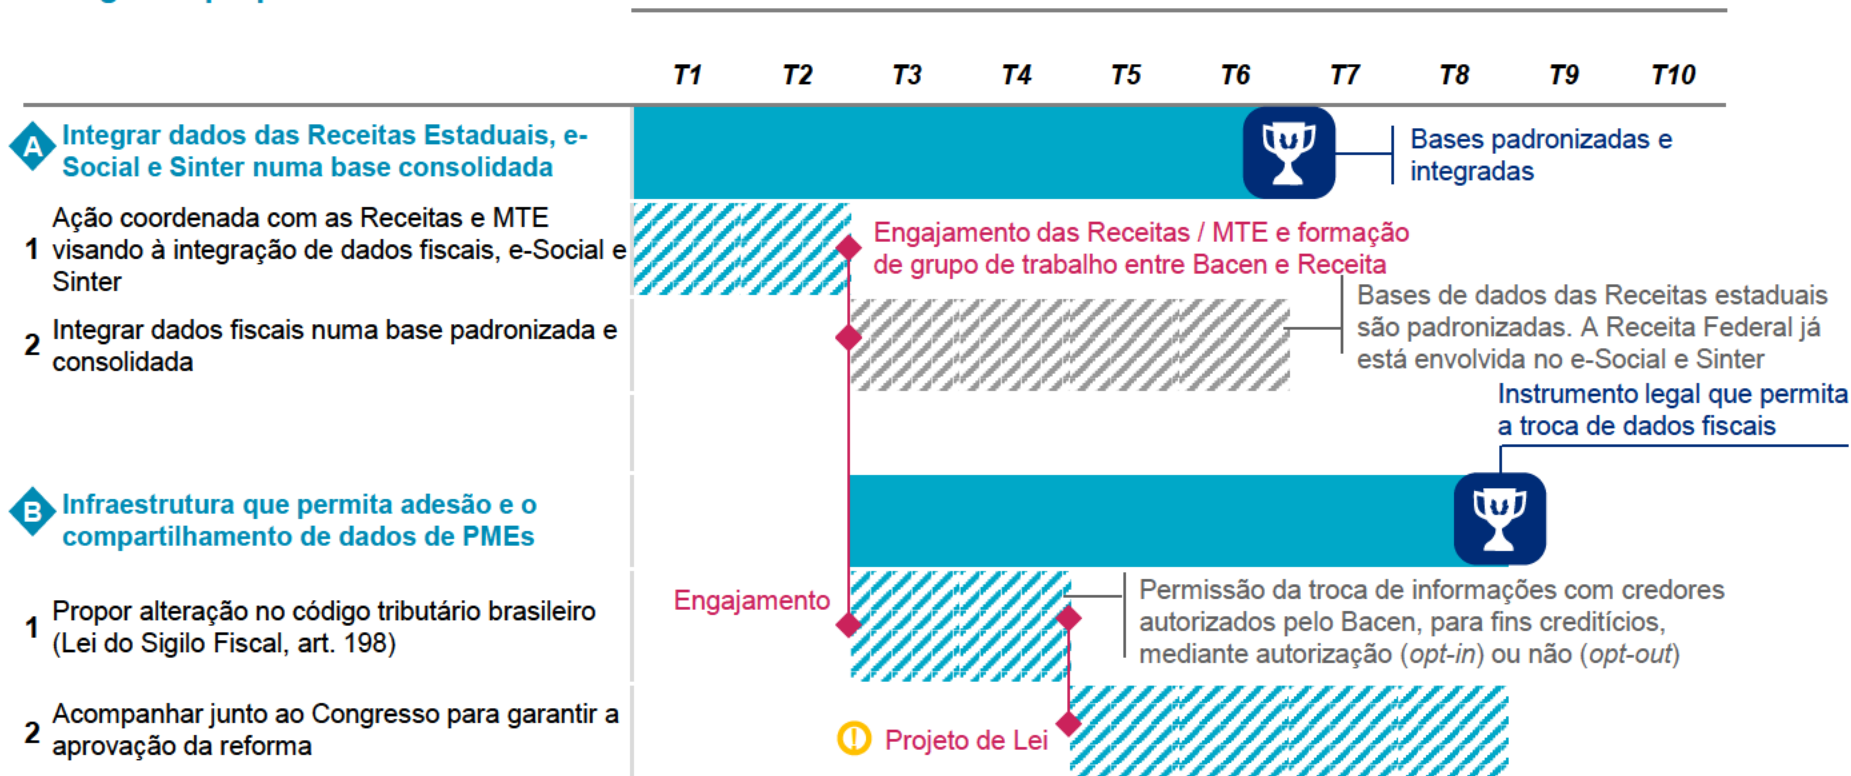 T1 T2 T3 T4 T5 T6 T7 T8 T9 T10
A Integrar dados das Receitas Estaduais, e-
Social e Sinter numa base consolidada
Bases padronizadas e
integradas
1 Ação coordenada com as Receitas e MTE
visando à integração de dados fiscais, e-Social e
Sinter
Engajamento das Receitas / MTE e formação
de grupo de trabalho entre Bacen e Receita
2 Integrar dados fiscais numa base padronizada e
consolidada
Bases de dados das Receitas estaduais
são padronizadas. A Receita Federal já
está envolvida no e-Social e Sinter
Instrumento legal que permita
a troca de dados fiscais
B Infraestrutura que permita adesão e o
compartilhamento de dados de PMEs
1 Propor alteração no código tributário brasileiro
(Lei do Sigilo Fiscal, art. 198)
Engajamento
Permissão da troca de informações com credores
autorizados pelo Bacen, para fins creditícios,
mediante autorização (opt-in) ou não (opt-out)
2 Acompanhar junto ao Congresso para garantir a
aprovação da reforma
Projeto de Lei